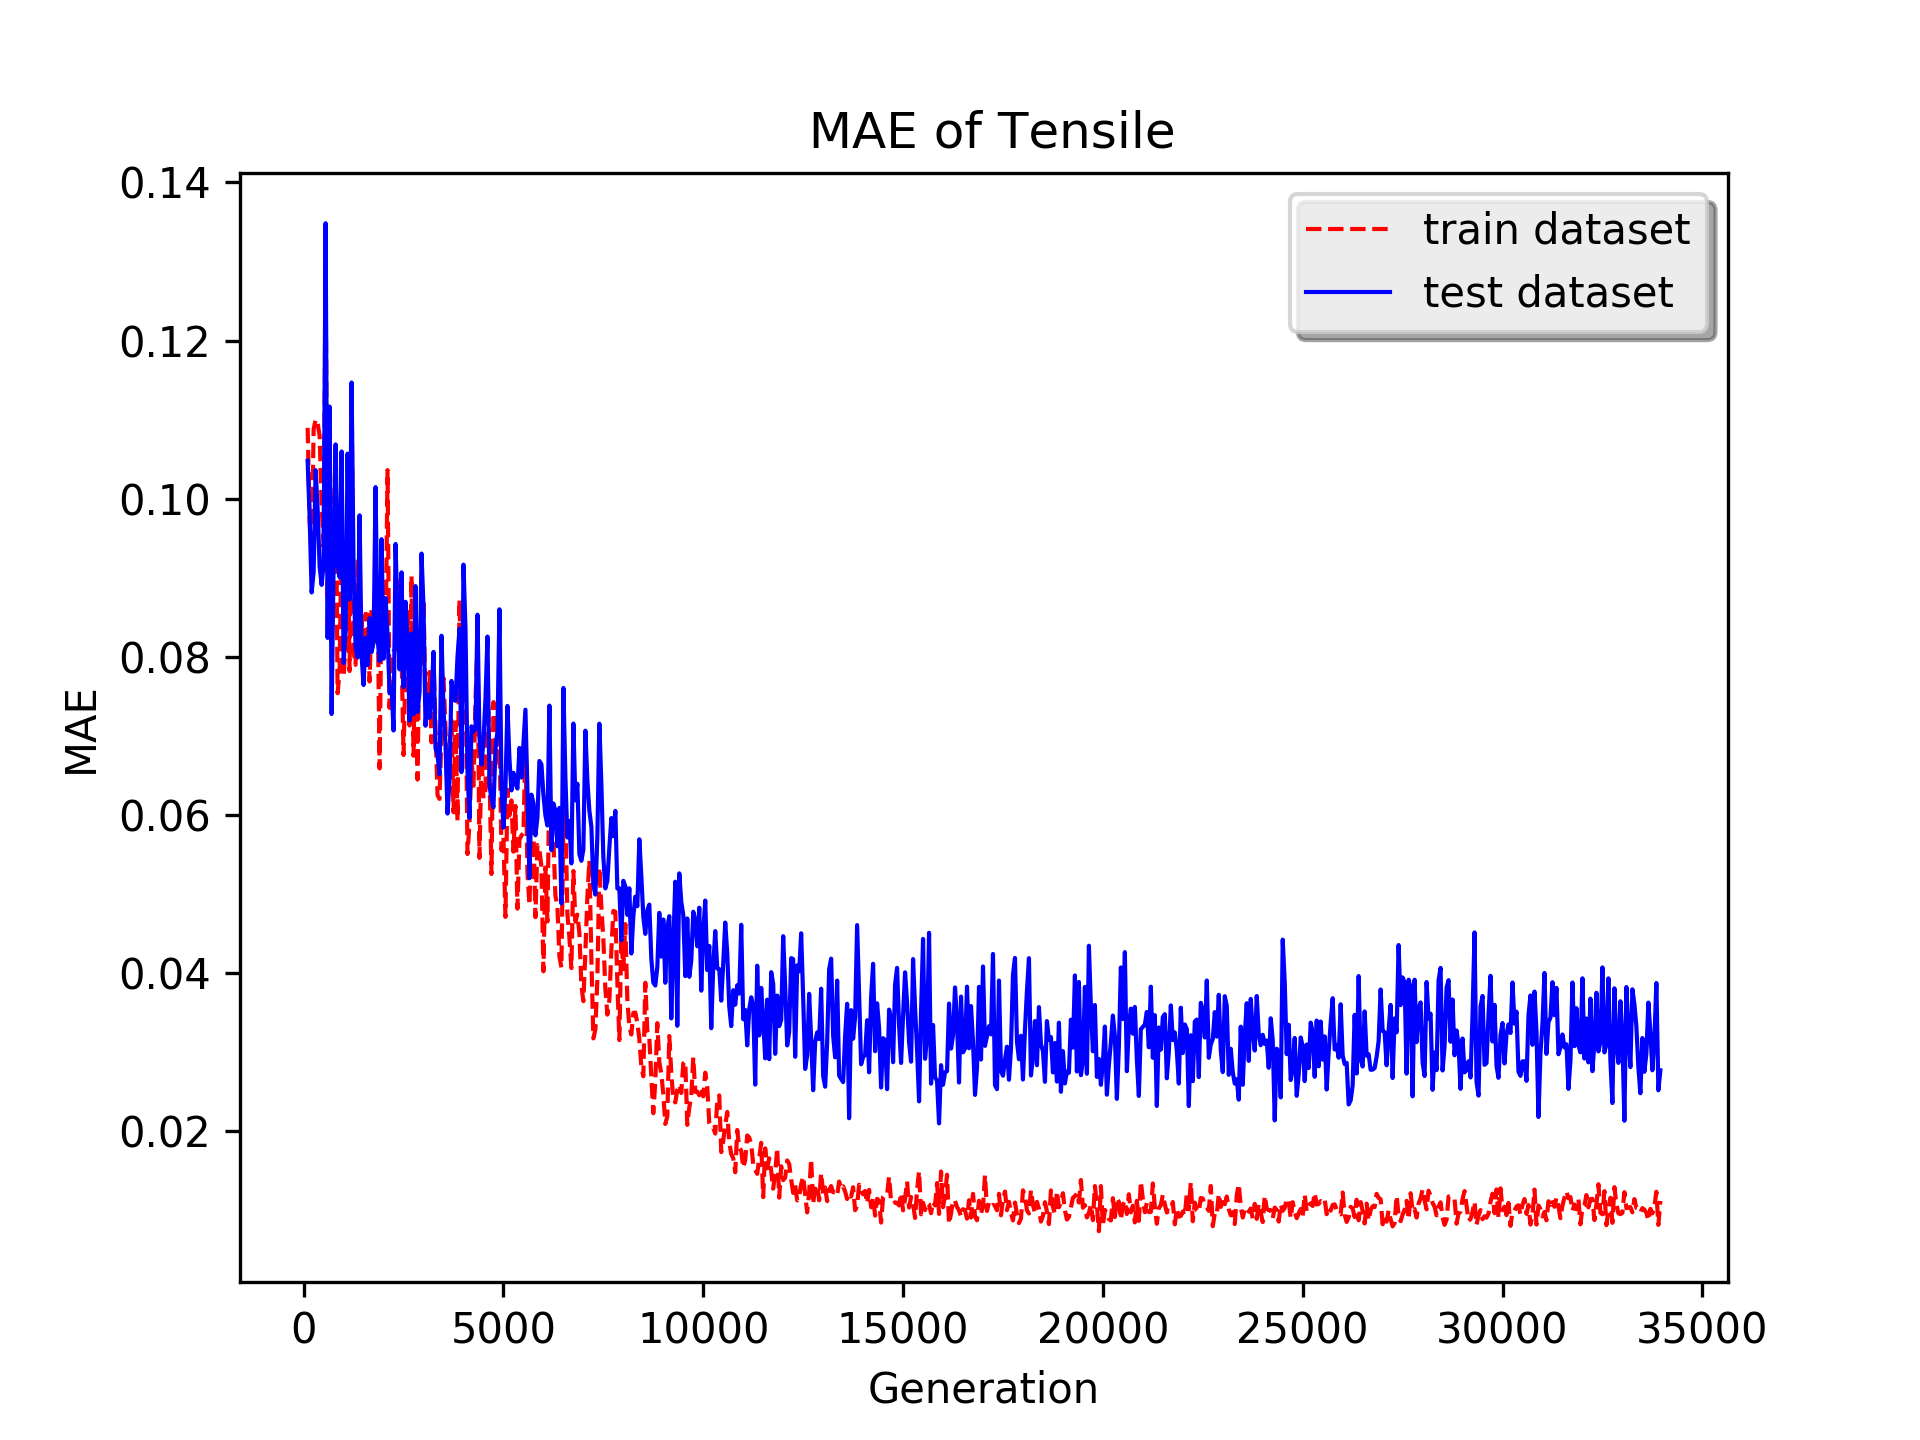 MAE of Tensile
0.14
0.12
0.10
0.08
0.06
0.04
0.02
MAE
train dataset
test dataset
0 5000 10000 15000 20000 25000 30000 35000
Generation